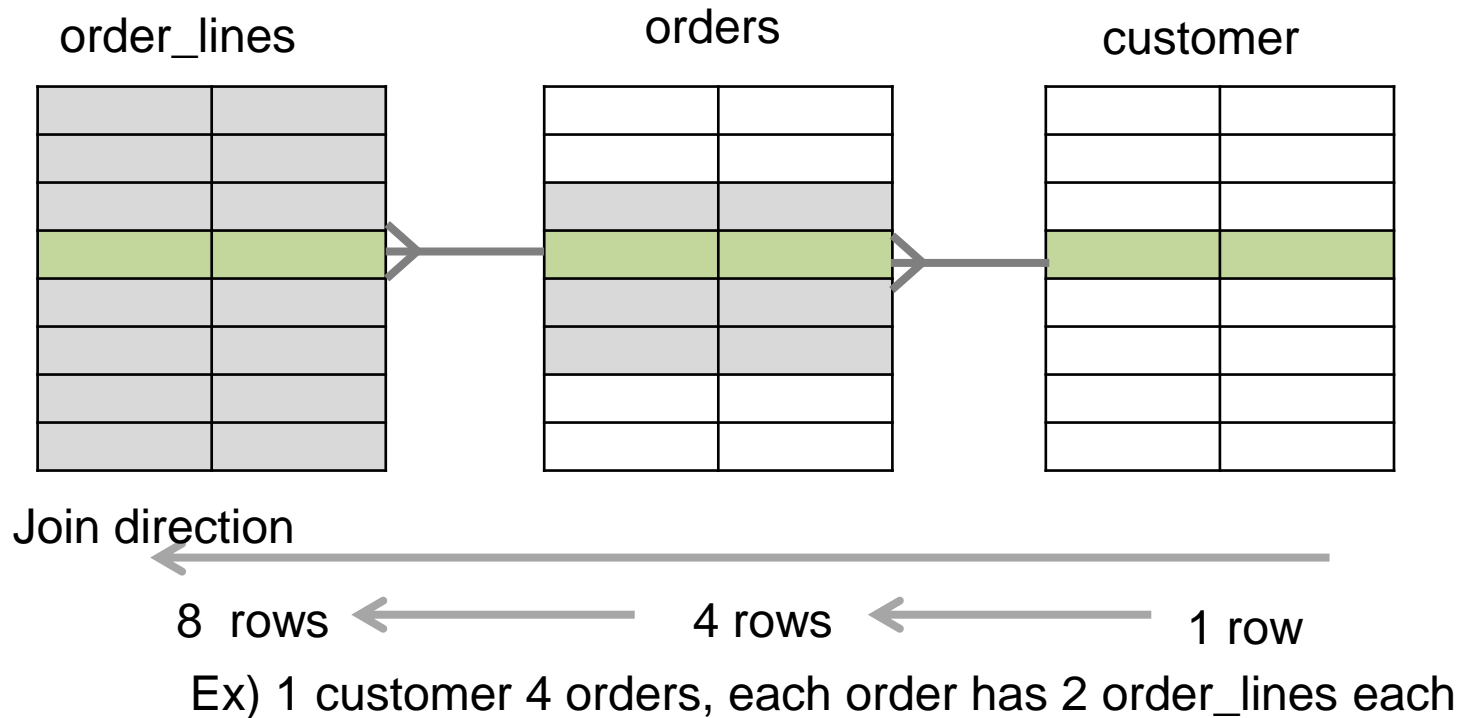 order_lines
orders
customer
Join direction
8 rows
4 rows
1 row
Ex) 1 customer 4 orders, each order has 2 order_lines each